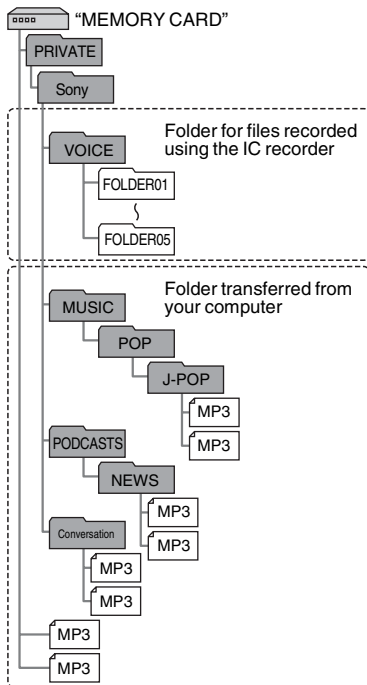 “MEMORY CARD”
PRIVATE
Sony
Folder for files recorded
using the IC recorder
VOICE
FOLDER01
FOLDER05
Folder transferred from
your computer
MUSIC
POP
J-POP
MP3
MP3
PODCASTS
NEWS
MP3
MP3
Conversation
MP3
MP3
MP3
MP3